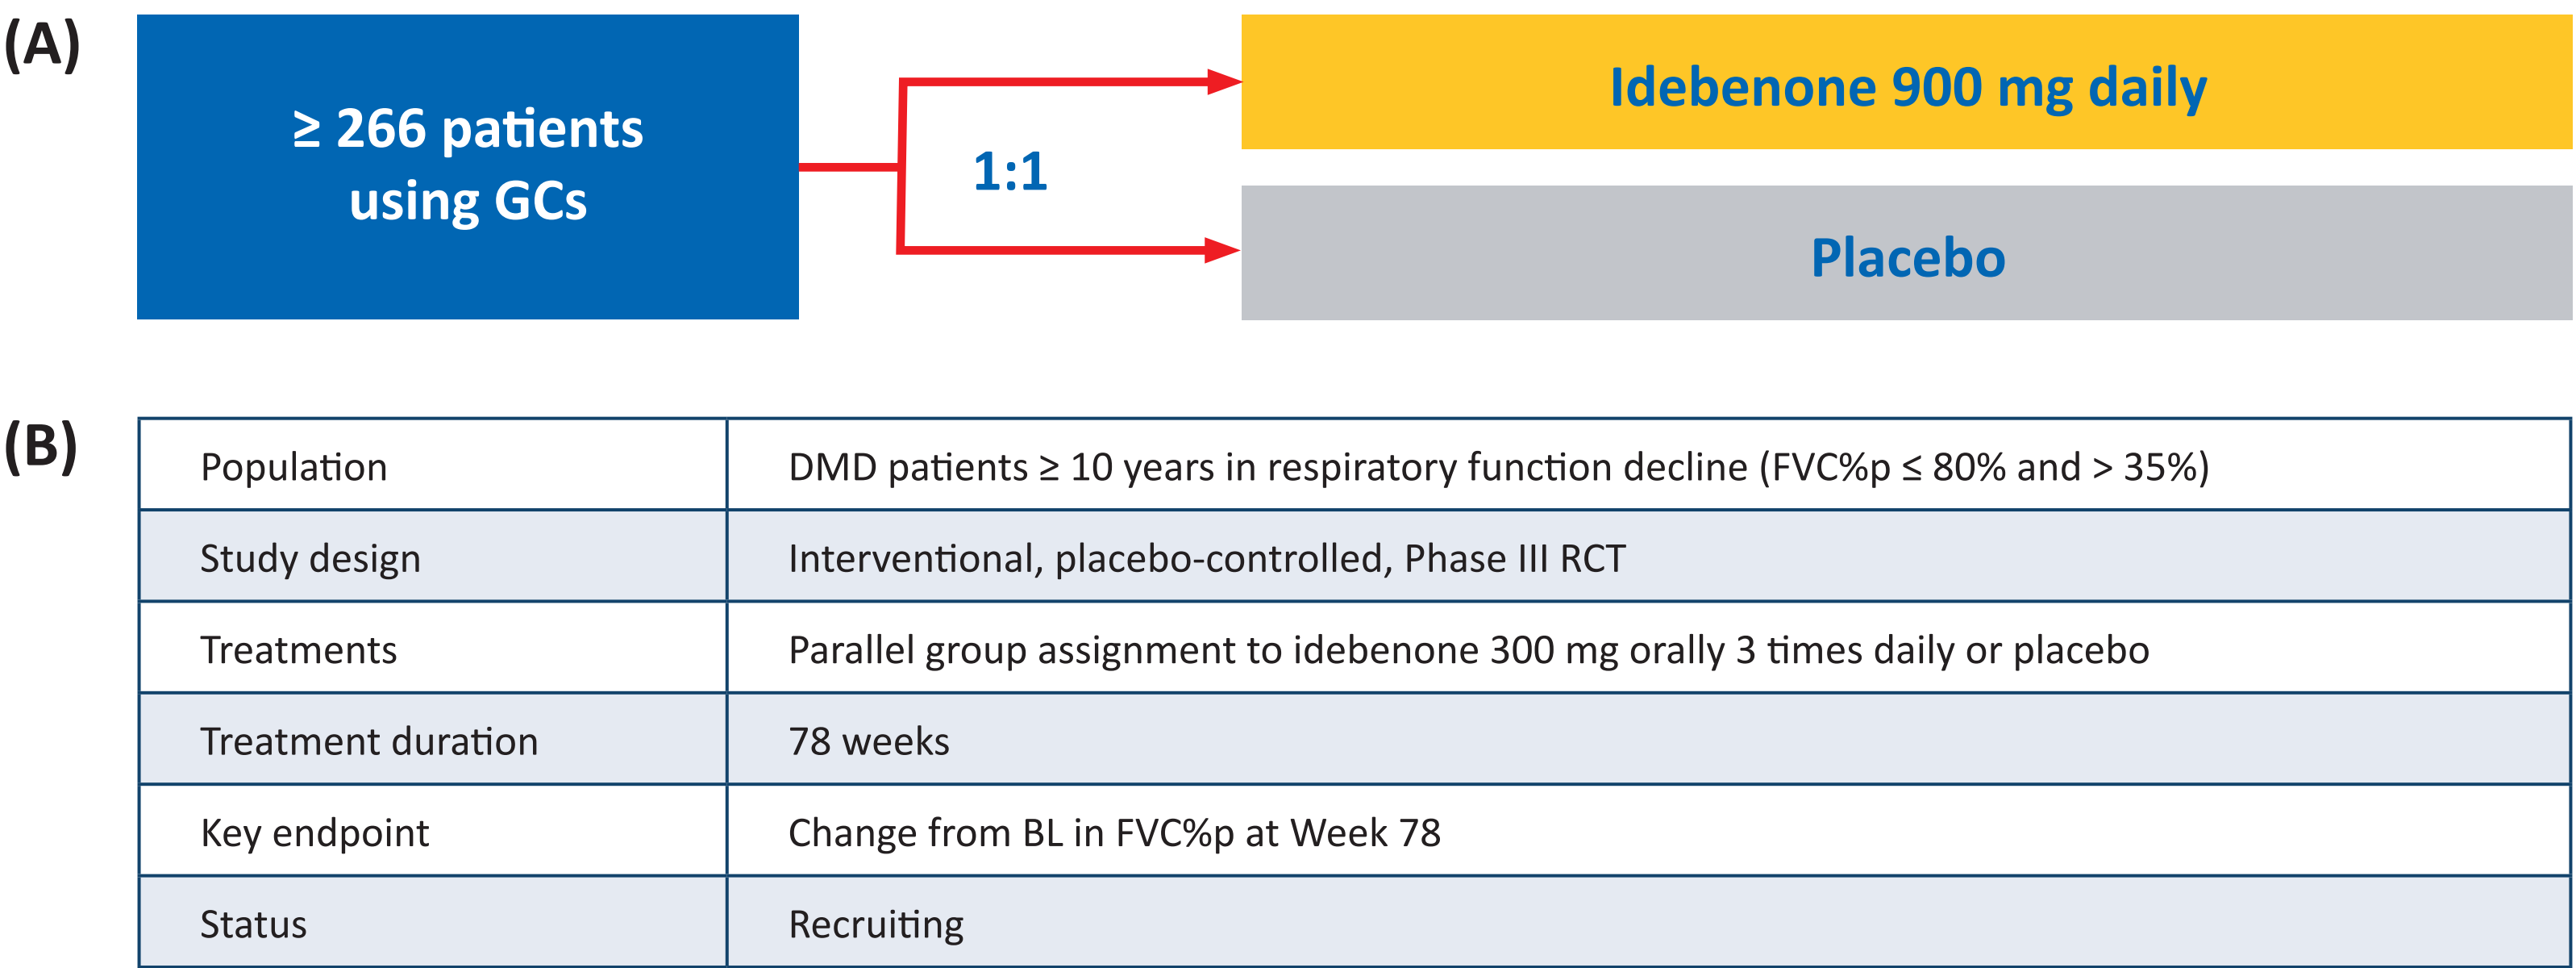 (A)
≥ 266 patients
using GCs
1:1
Idebenone 900 mg daily
Placebo
(B)
Population
DMD patients ≥ 10 years in respiratory function decline (FVC%p ≤ 80% and > 35%)
Study design
Interventional, placebo-controlled, Phase III RCT
Treatments
Parallel group assignment to idebenone 300 mg orally 3 times daily or placebo
Treatment duration
78 weeks
Key endpoint
Change from BL in FVC%p at Week 78
Status
Recruiting